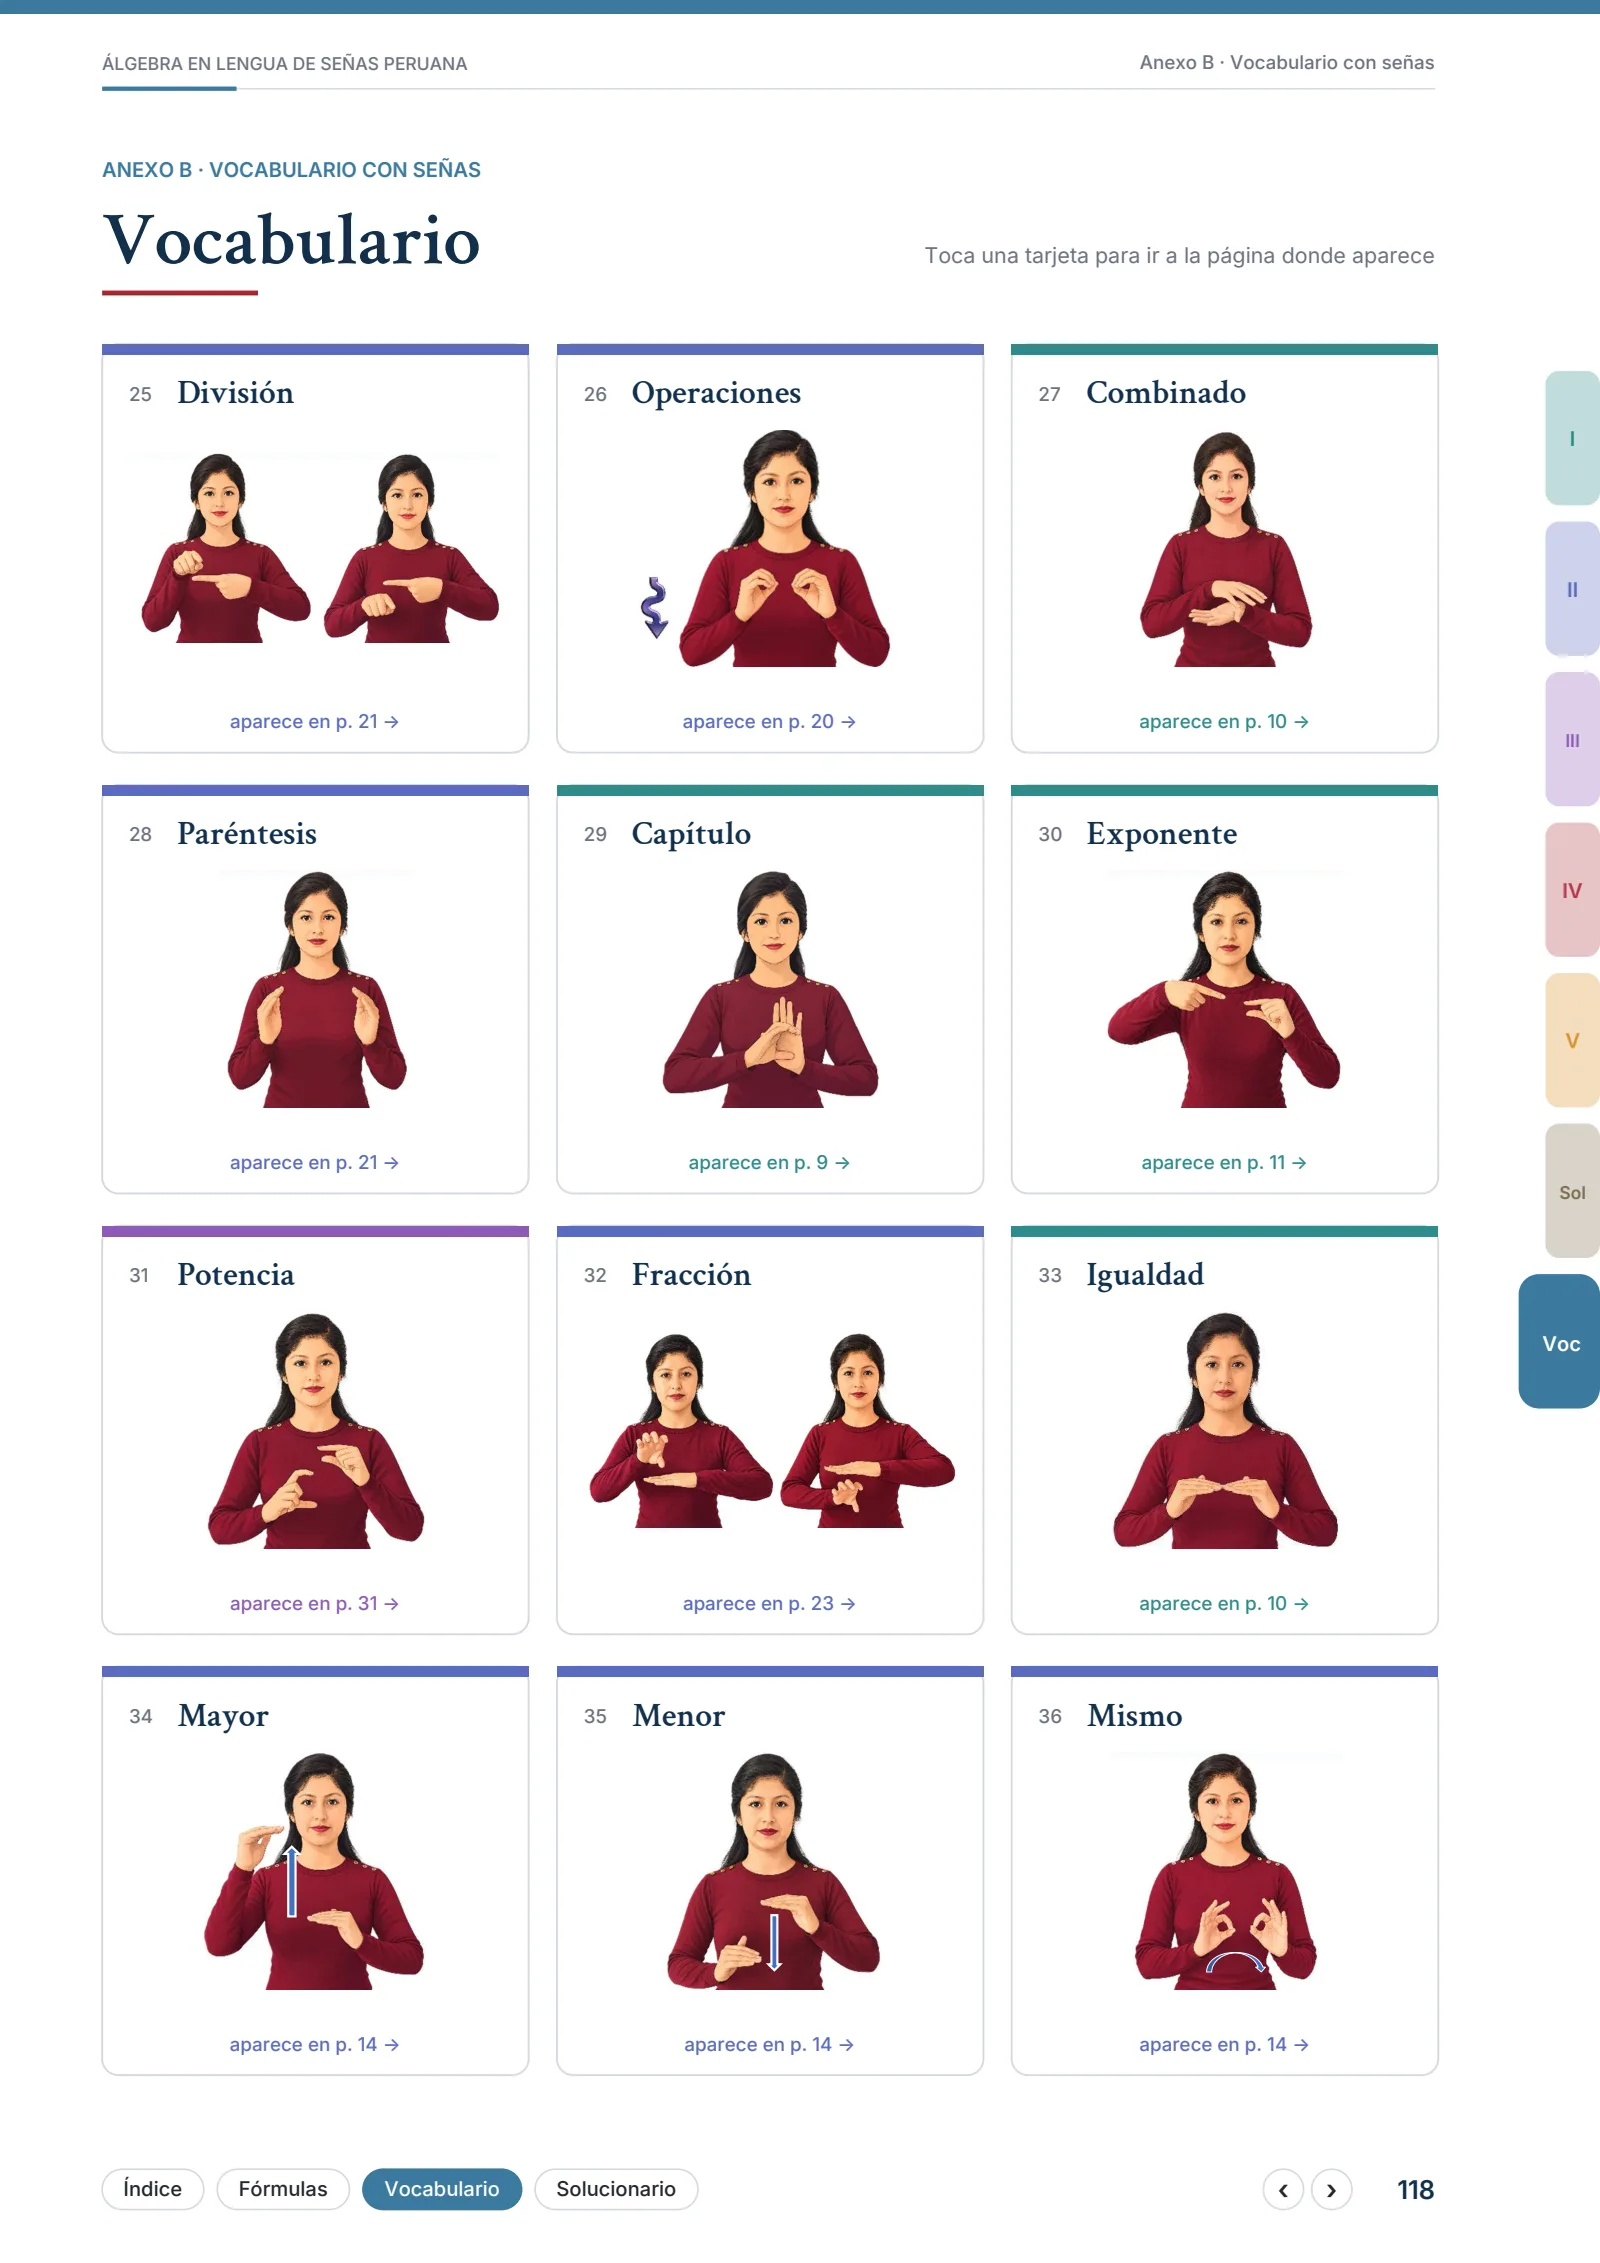 ÁLGEBRA EN LENGUA DE SEÑAS PERUANA
Anexo B · Vocabulario con señas
ANEXO B · VOCABULARIO CON SEÑAS
Vocabulario
Toca una tarjeta para ir a la página donde aparece
25 División
26 Operaciones
27 Combinado
aparece en p. 21 →
aparece en p. 20 →
aparece en p. 10 →
28 Paréntesis
29 Capítulo
30 Exponente
aparece en p. 21 →
aparece en p. 9 →
aparece en p. 11 →
31 Potencia
32 Fracción
33 Igualdad
aparece en p. 31 →
aparece en p. 23 →
aparece en p. 10 →
34 Mayor
35 Menor
36 Mismo
aparece en p. 14 →
aparece en p. 14 →
aparece en p. 14 →
I
II
III
IV
V
Sol
Voc
Índice
Fórmulas
Vocabulario
Solucionario
‹
›
118